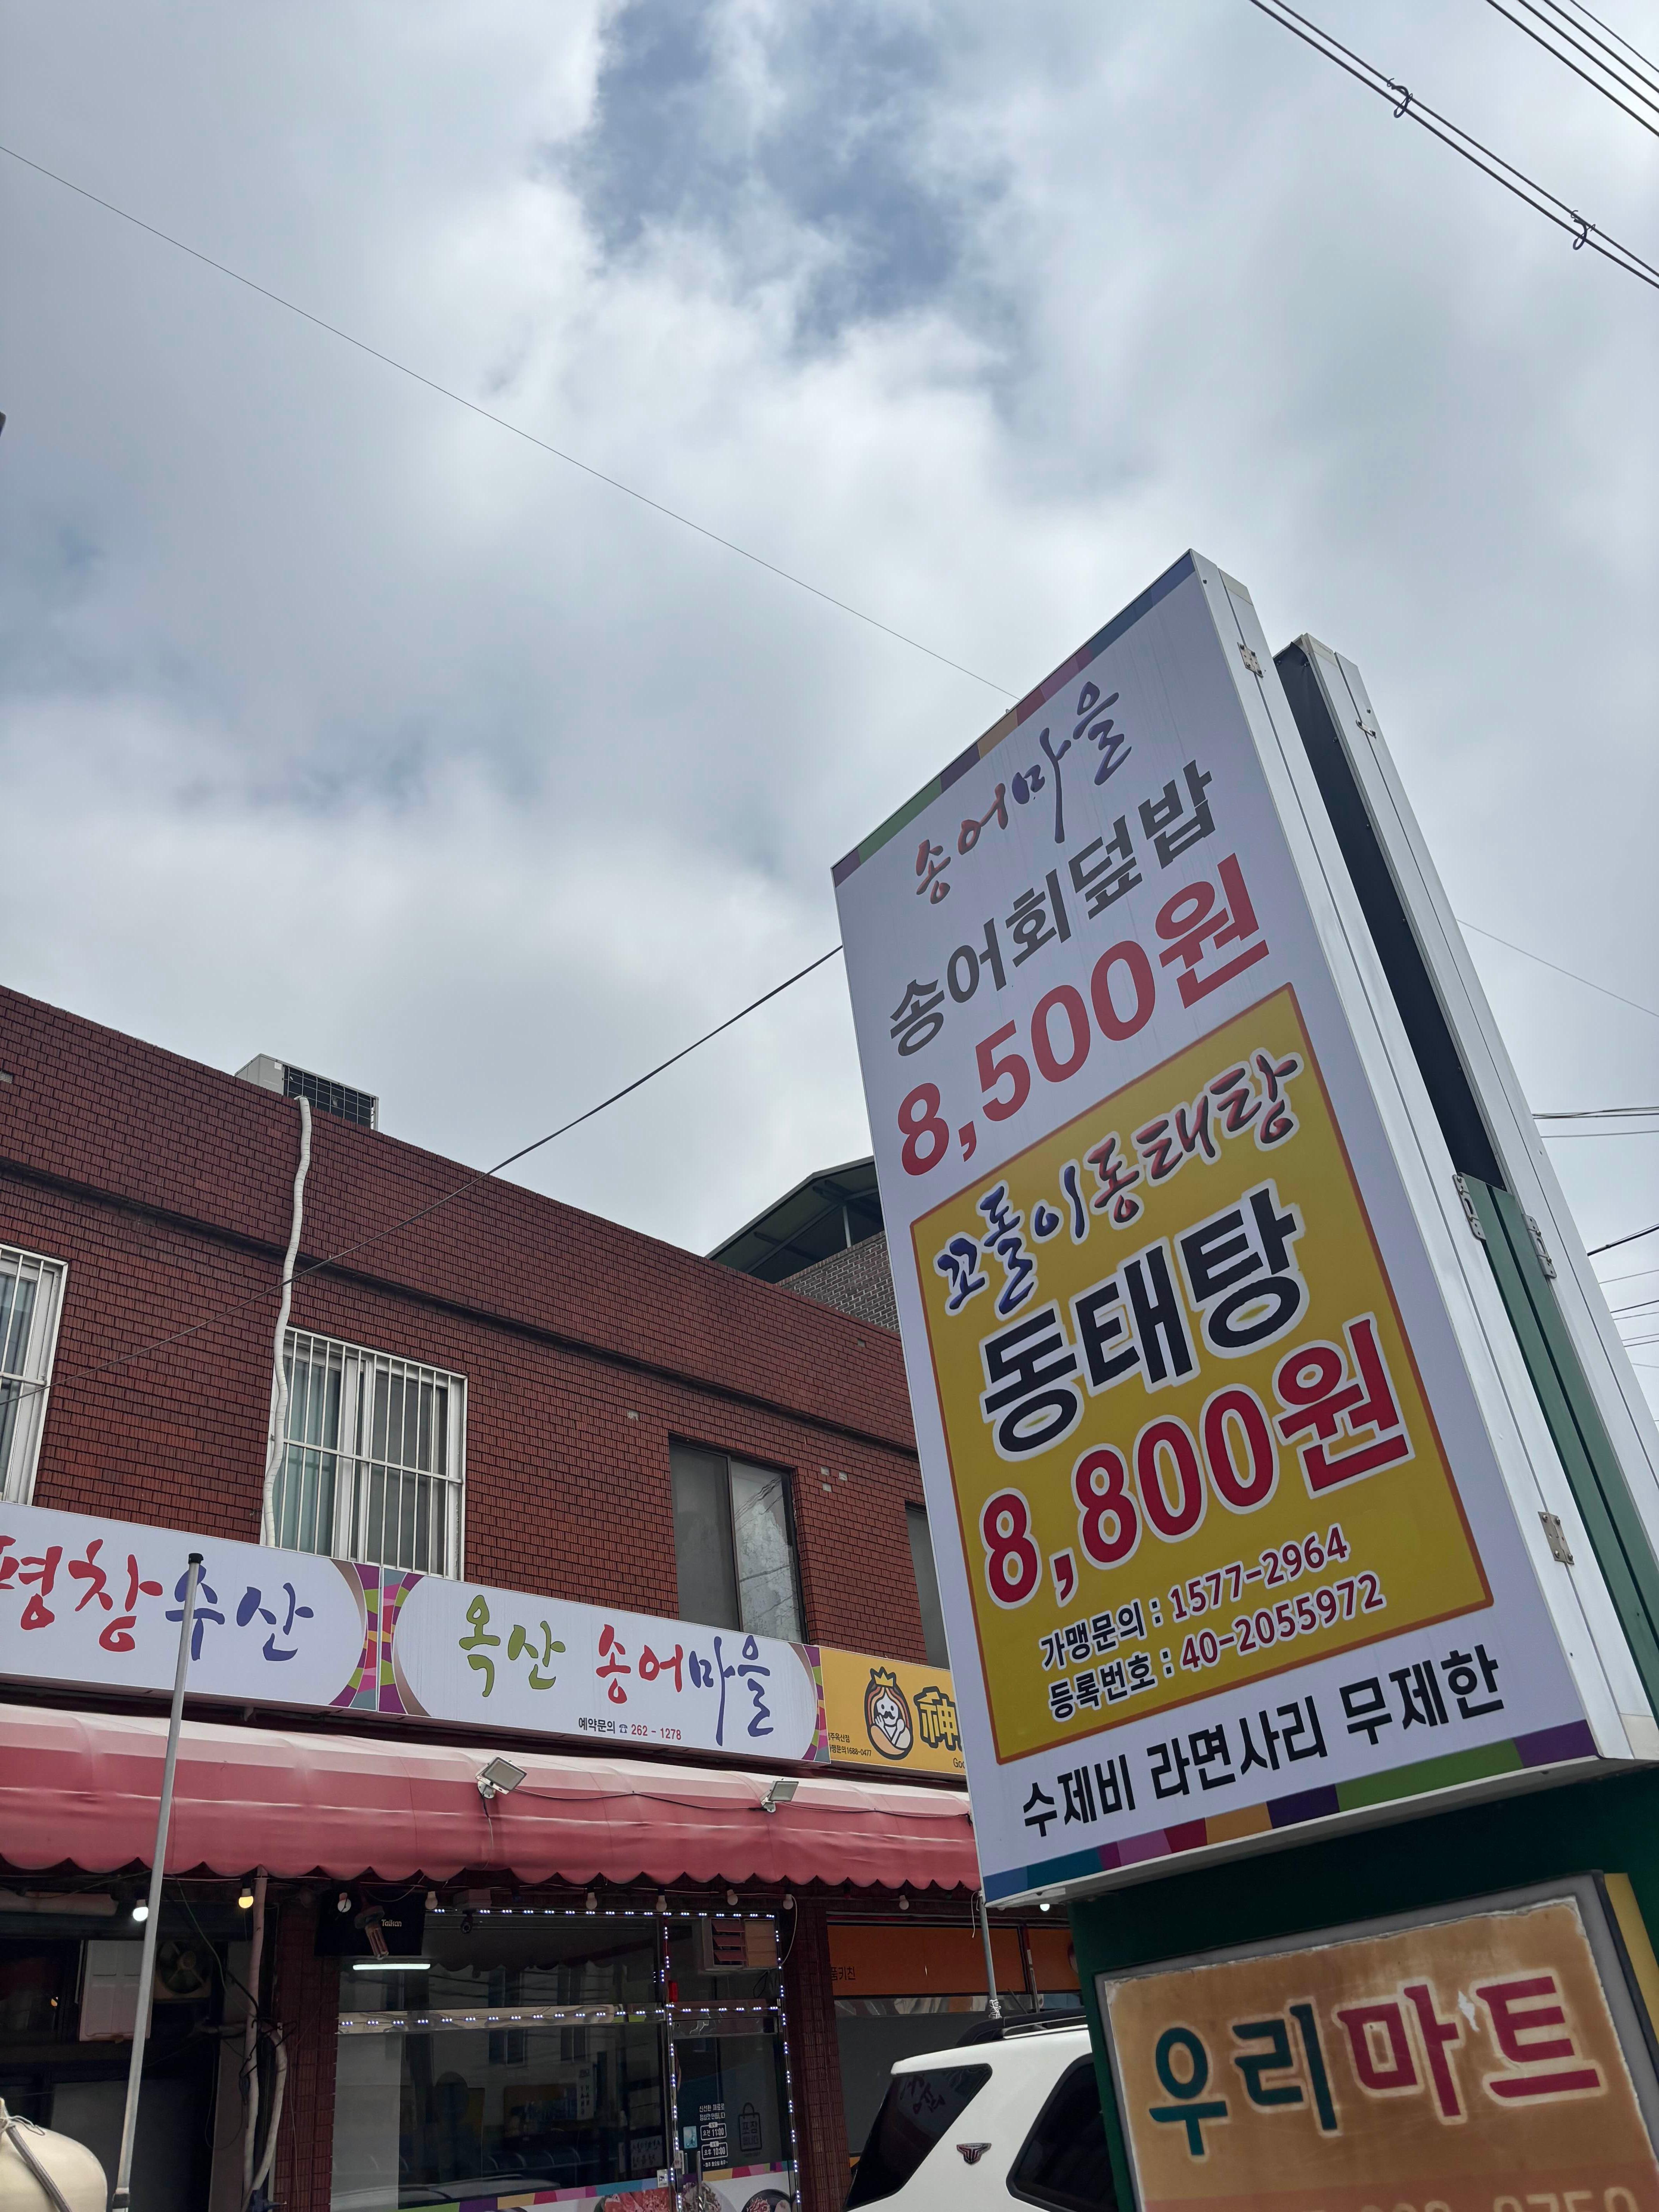 송어마을
송어회덮밥
8,500원
꼬돌이동태탕
동태탕
8,800원
가맹문의 : 1577-2964
등록번호 : 40-2055972
수제비 라면사리 무제한
우리마트
평창수산
옥산 송어마을
예약문의 ☎ 262 - 1278
神